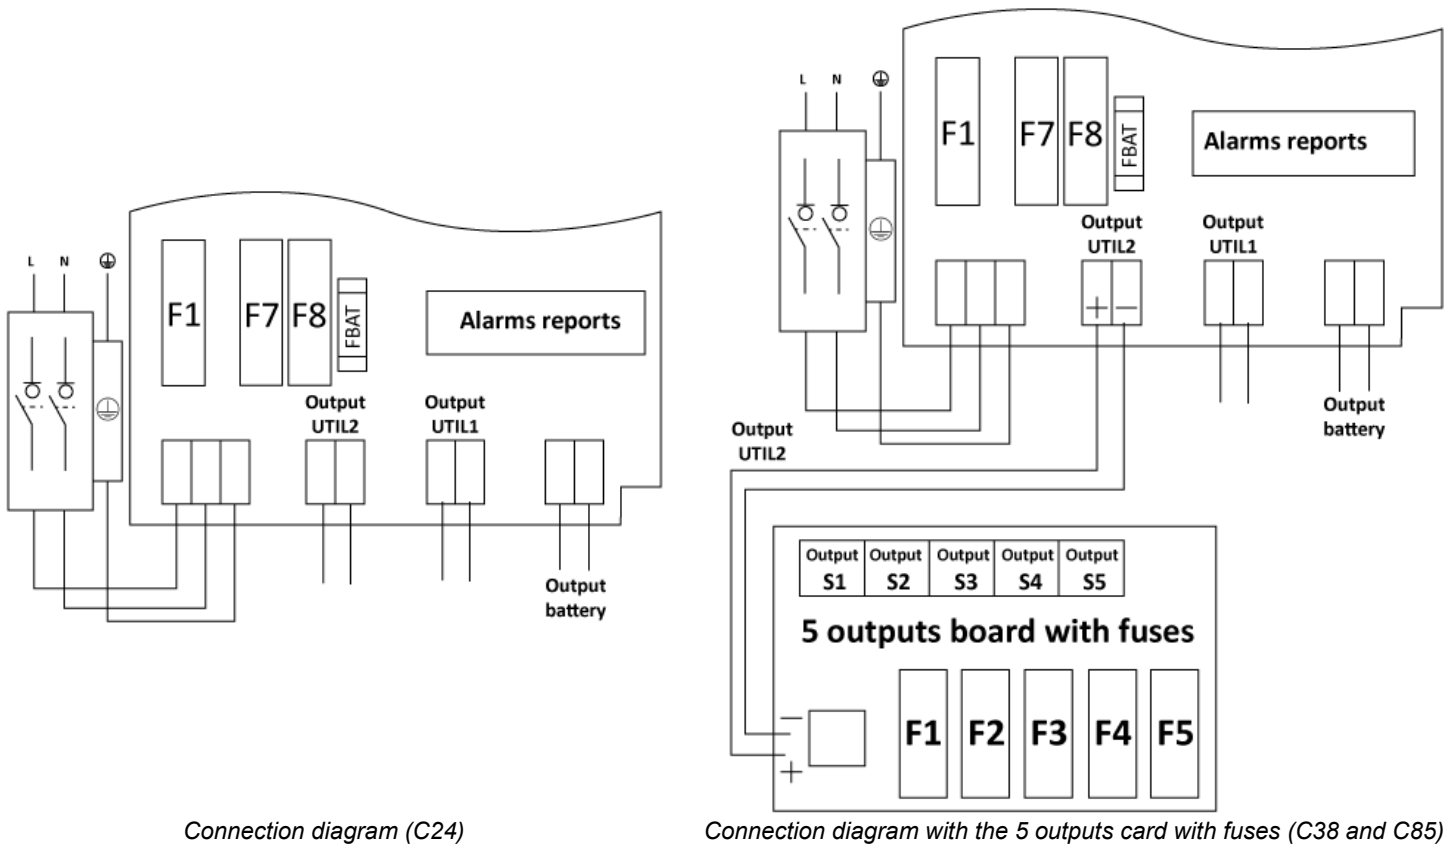 L N
F1 F7 F8 FBAT
Alarms reports
Output
UTIL2
Output
UTIL1
Output
battery
Connection diagram (C24)
L N
F1 F7 F8 FBAT
Alarms reports
Output
UTIL2
Output
UTIL1
+ −
Output
battery
Output
UTIL2
Output Output Output Output Output
S1 S2 S3 S4 S5
5 outputs board with fuses
−
+
F1 F2 F3 F4 F5
Connection diagram with the 5 outputs card with fuses (C38 and C85)